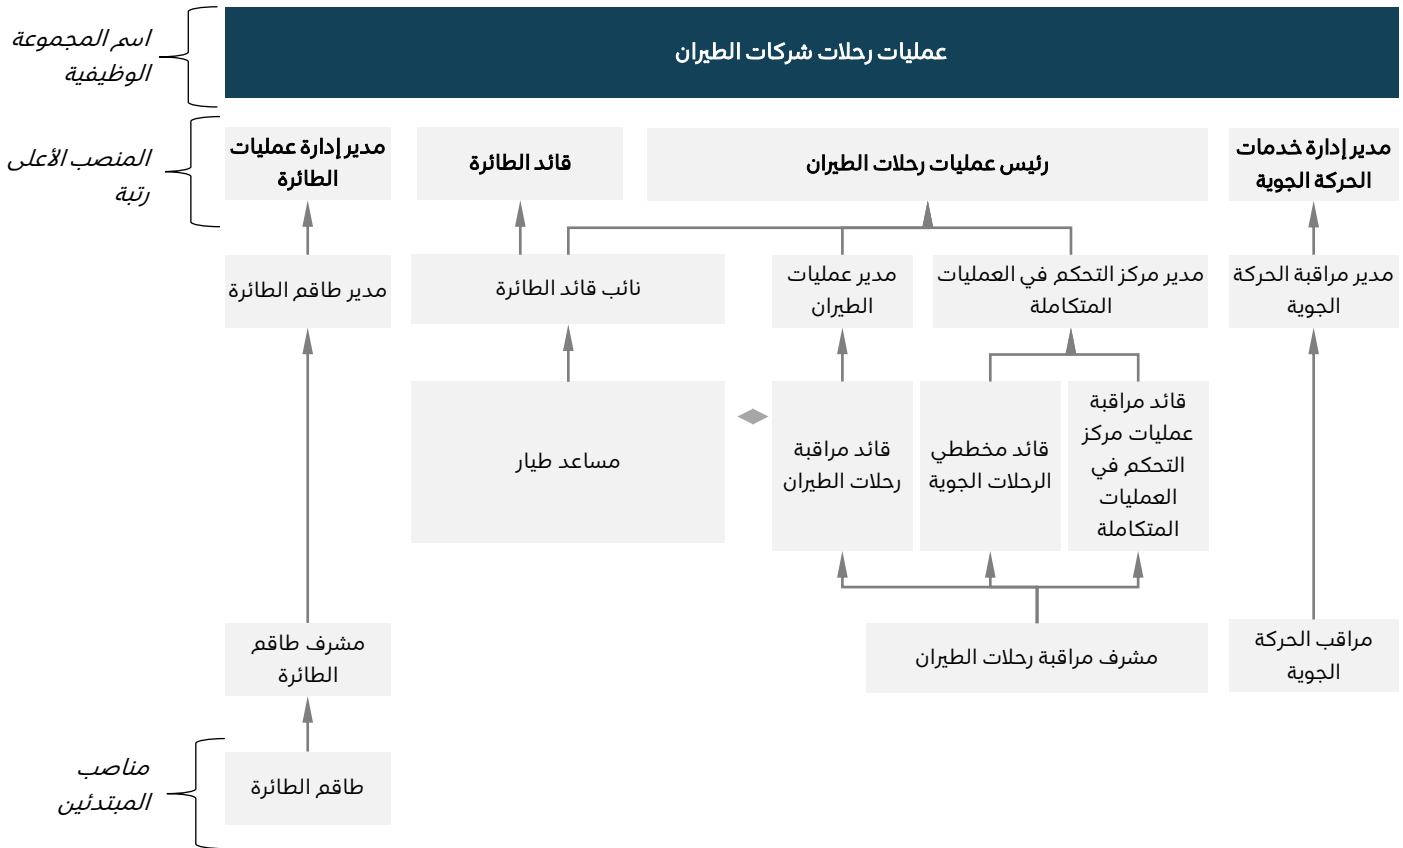 عمليات رحلات شركات الطيران
اسم المجموعة
الوظيفية
مدير إدارة خدمات
الحركة الجوية
رئيس عمليات رحلات الطيران
قائد الطائرة
مدير إدارة عمليات
الطائرة
المنصب الأعلى
رتبة
مدير مراقبة الحركة
الجوية
مدير مركز التحكم في العمليات
المتكاملة
مدير عمليات
الطيران
نائب قائد الطائرة
مدير طاقم الطائرة
قائد مراقبة
عمليات مركز
التحكم في
العمليات
المتكاملة
قائد مخططي
الرحلات الجوية
قائد مراقبة
رحلات الطيران
مساعد طيار
مراقب الحركة
الجوية
مشرف مراقبة رحلات الطيران
مشرف طاقم
الطائرة
طاقم الطائرة
مناصب
المبتدئين